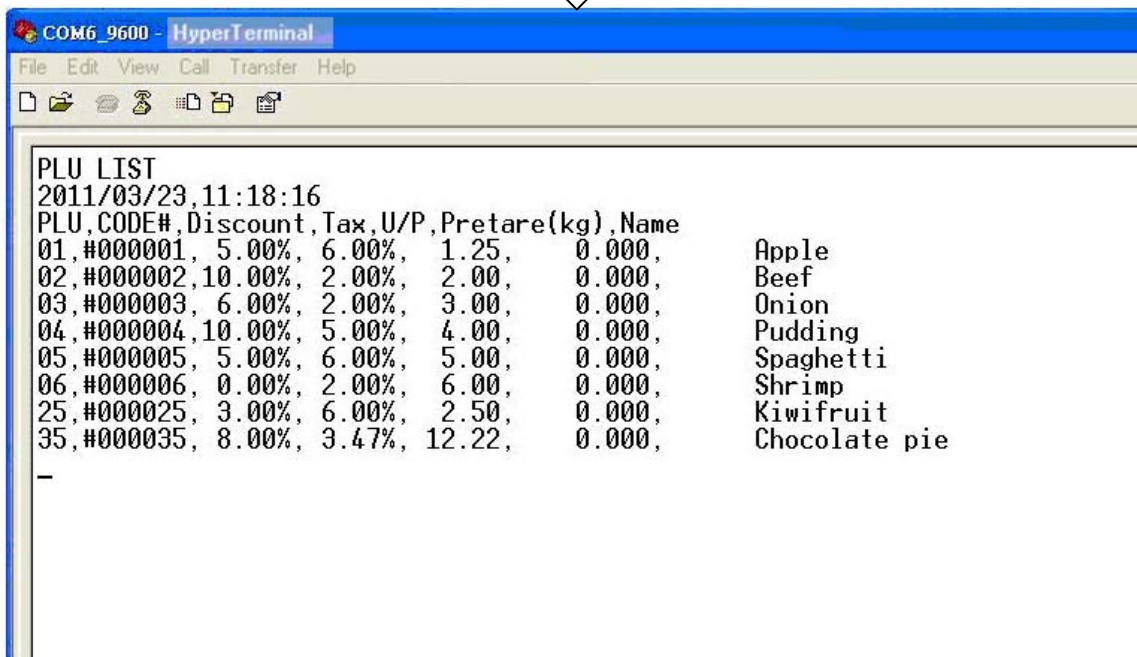 COM6_9600 - HyperTerminal
File Edit View Call Transfer Help
PLU LIST
2011/03/23,11:18:16
PLU,CODE#,Discount,Tax,U/P,Pretare(kg),Name
01,#000001, 5.00%, 6.00%, 1.25, 0.000, Apple
02,#000002,10.00%, 2.00%, 2.00, 0.000, Beef
03,#000003, 6.00%, 2.00%, 3.00, 0.000, Onion
04,#000004,10.00%, 5.00%, 4.00, 0.000, Pudding
05,#000005, 5.00%, 6.00%, 5.00, 0.000, Spaghetti
06,#000006, 0.00%, 2.00%, 6.00, 0.000, Shrimp
25,#000025, 3.00%, 6.00%, 2.50, 0.000, Kiwifruit
35,#000035, 8.00%, 3.47%, 12.22, 0.000, Chocolate pie